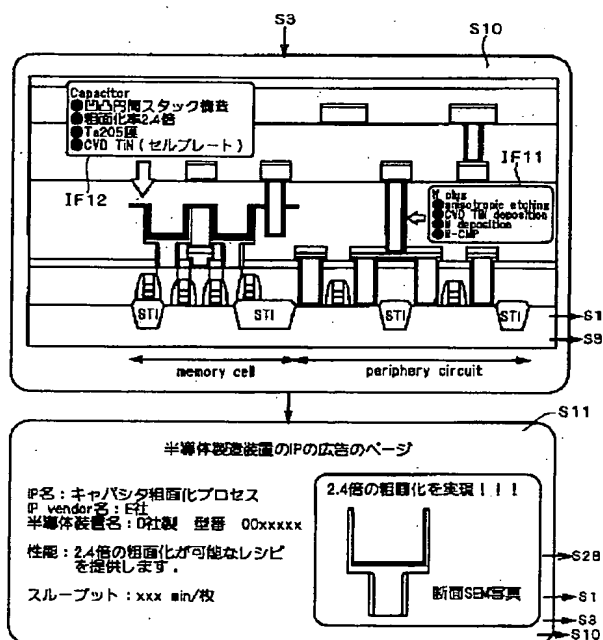 S3
S10
Capacitor
●凹凸円筒スタック構造
●粗面化率2.4倍
●Ta205膜
●CVD TiN(セルプレート)
IF12
IF11
W plug
●anisotropic etching
●CVD TiN deposition
●W deposition
●W-CMP
STI STI STI STI
S1
S9
memory cell
periphery circuit
S11
半導体製造装置のIPの広告のページ
IP名:キャパシタ粗面化プロセス
IP vendor名:E社
半導体装置名:D社製 型番 00xxxxx
性能:2.4倍の粗面化が可能なレシピ
を提供します.
スループット:xxx min/枚
2.4倍の粗面化を実現!!!
断面SEM写真
S28
S1
S3
S10